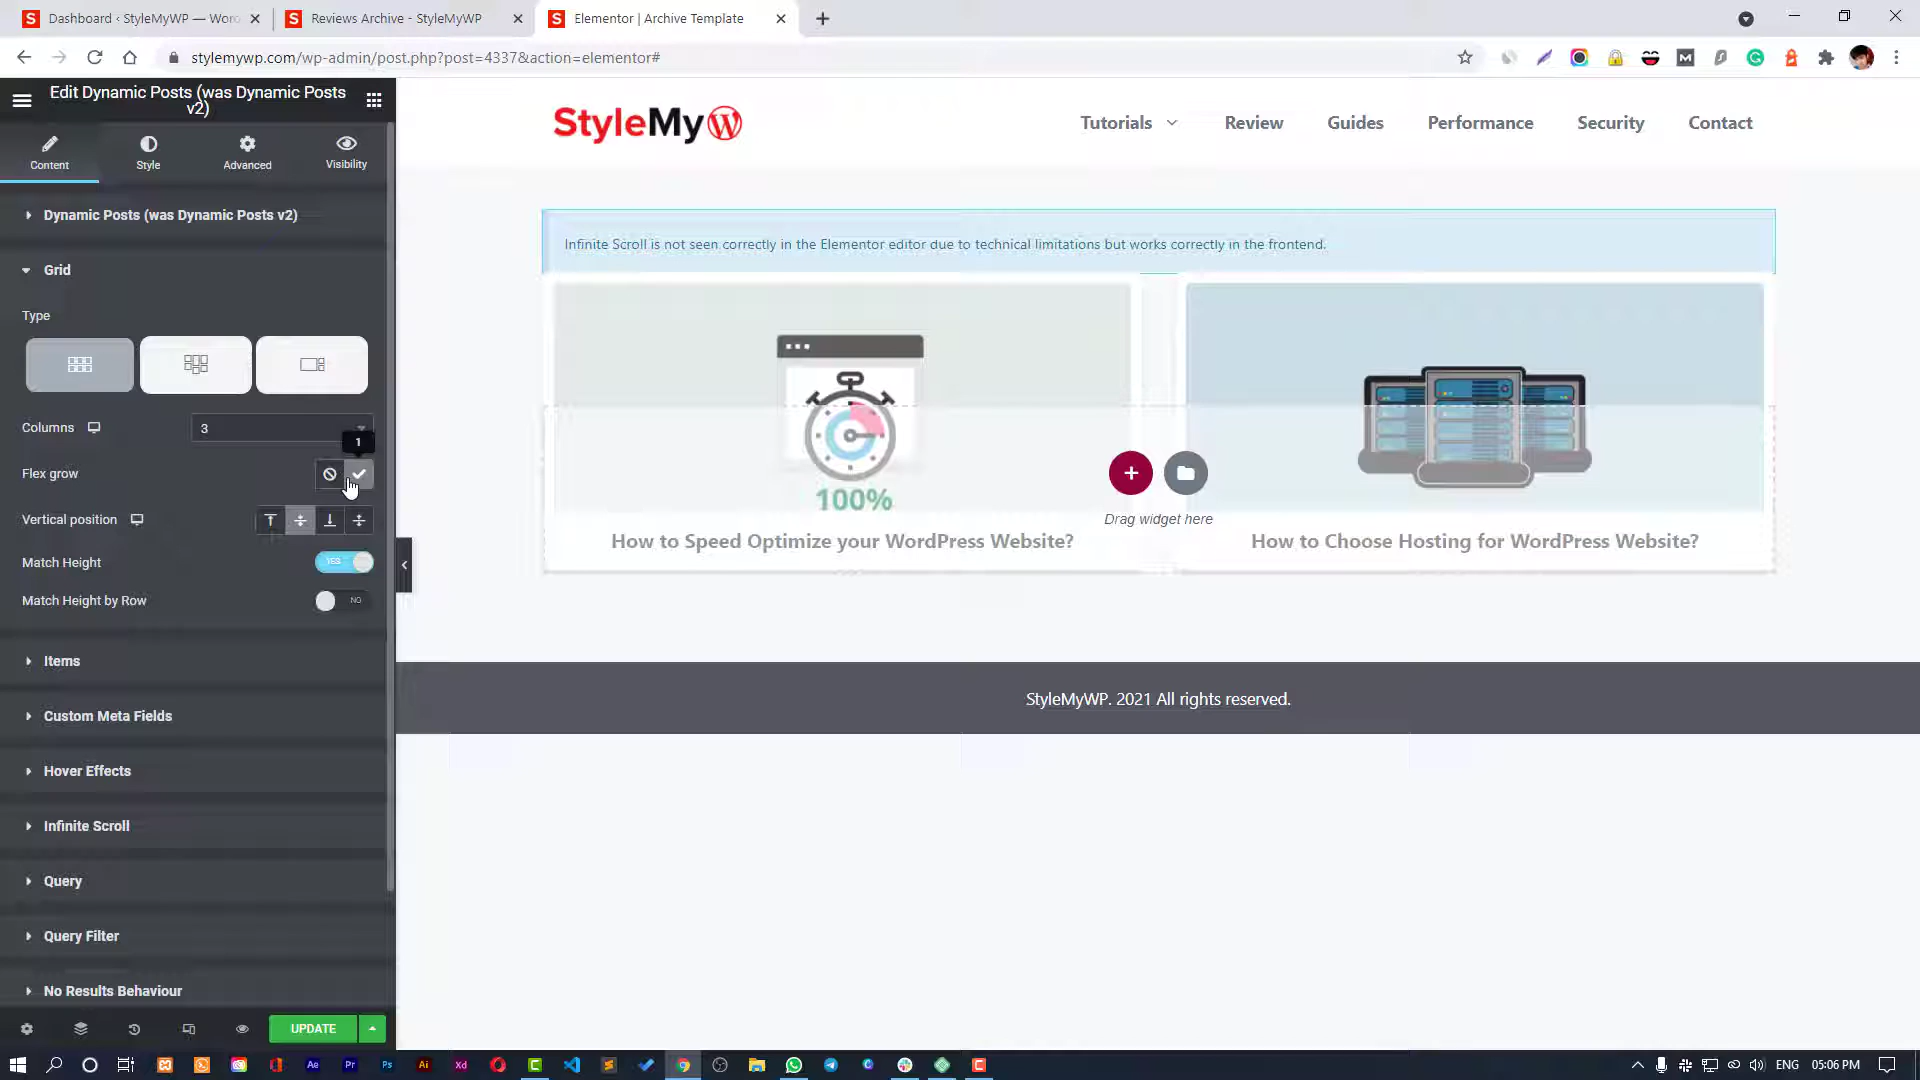 Dashboard ‹ StyleMyWP — Wor
Reviews Archive - StyleMyWP
Elementor | Archive Template
stylemywp.com/wp-admin/post.php?post=4337&action=elementor#
Edit Dynamic Posts (was Dynamic Posts
v2)
Content
Style
Advanced
Visibility
StyleMyW
Tutorials
Review
Guides
Performance
Security
Contact
Dynamic Posts (was Dynamic Posts v2)
Infinite Scroll is not seen correctly in the Elementor editor due to technical limitations but works correctly in the frontend.
Grid
Type
Columns
3
1
Flex grow
Vertical position
Match Height
YES
Match Height by Row
NO
100%
Drag widget here
How to Speed Optimize your WordPress Website?
How to Choose Hosting for WordPress Website?
Items
Custom Meta Fields
Hover Effects
Infinite Scroll
Query
Query Filter
No Results Behaviour
StyleMyWP. 2021 All rights reserved.
UPDATE
Ae
Pr
Ps
Ai
Xd
ENG
05:06 PM